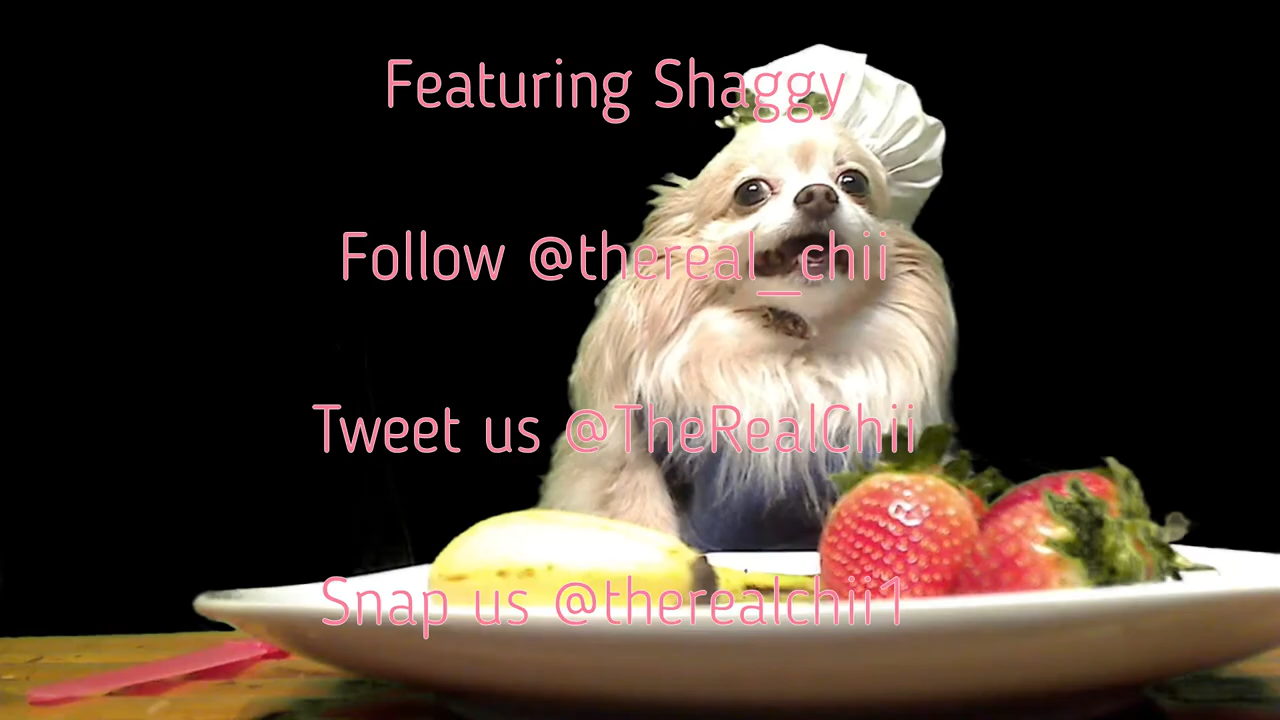 Featuring Shaggy
Follow @thereal_chii
Tweet us @TheRealChii
Snap us @therealchii1